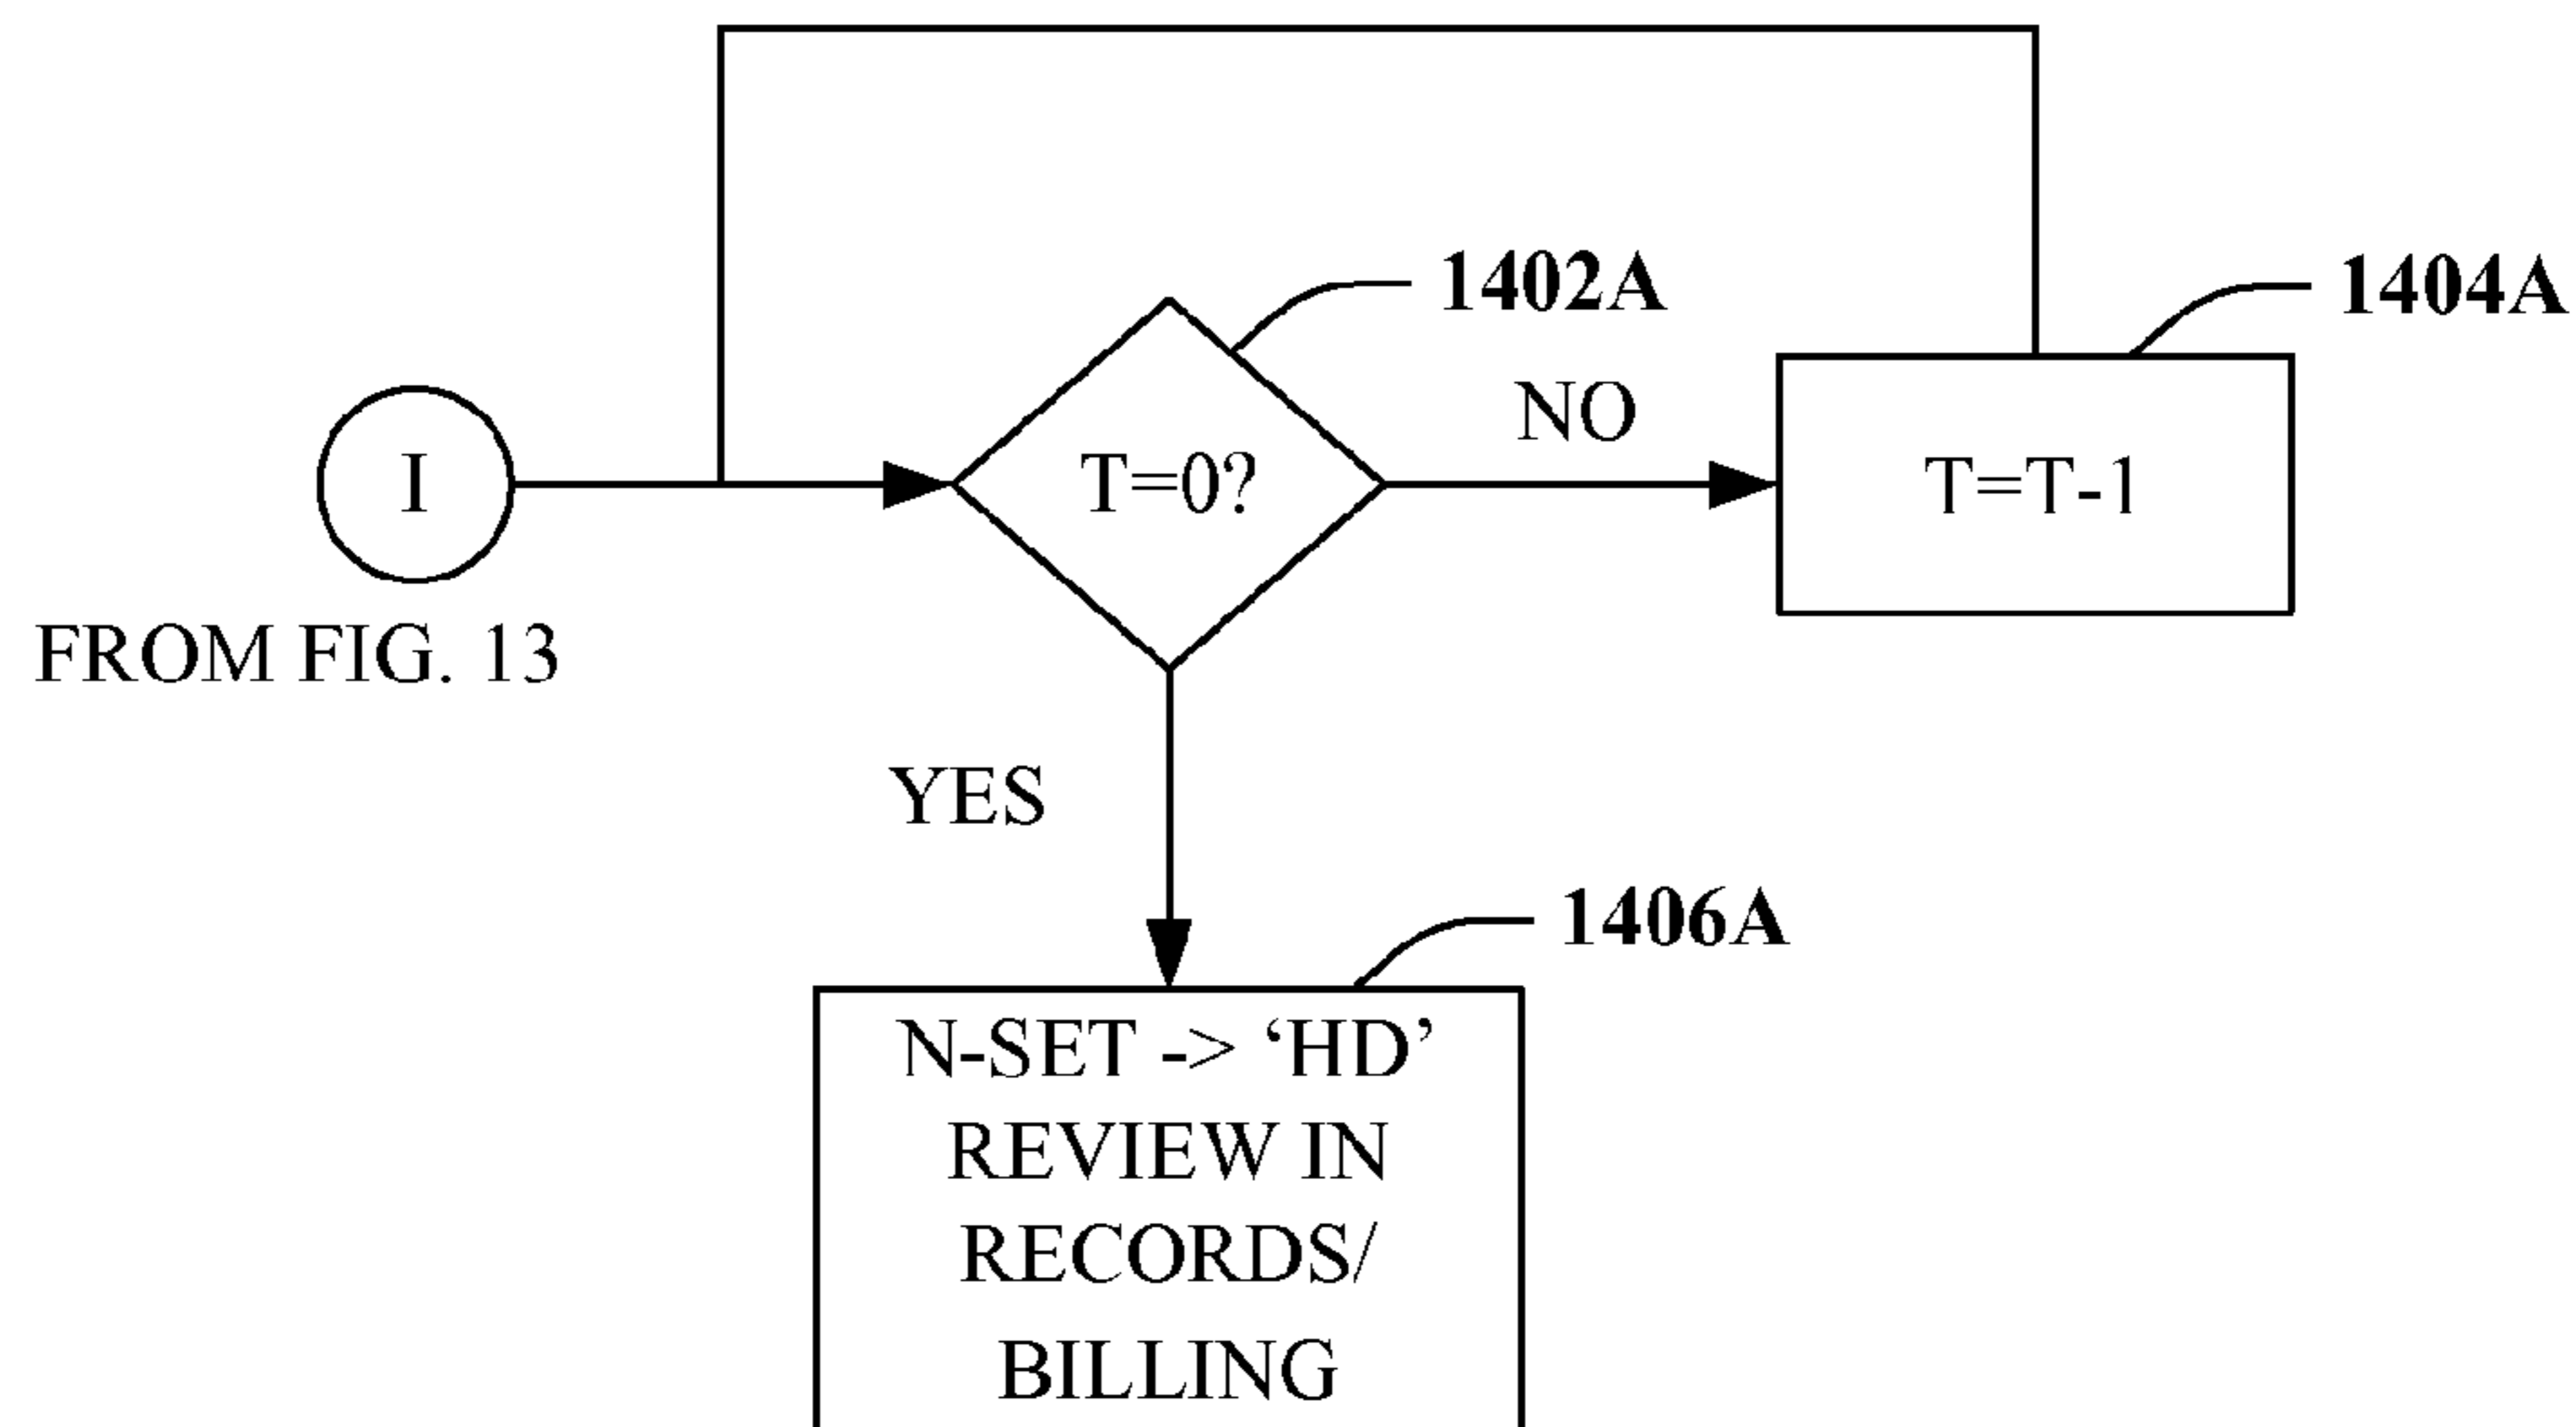 1402A
1404A
NO
I
T=0?
T=T-1
FROM FIG. 13
YES
1406A
N-SET -> ‘HD’
REVIEW IN
RECORDS/
BILLING